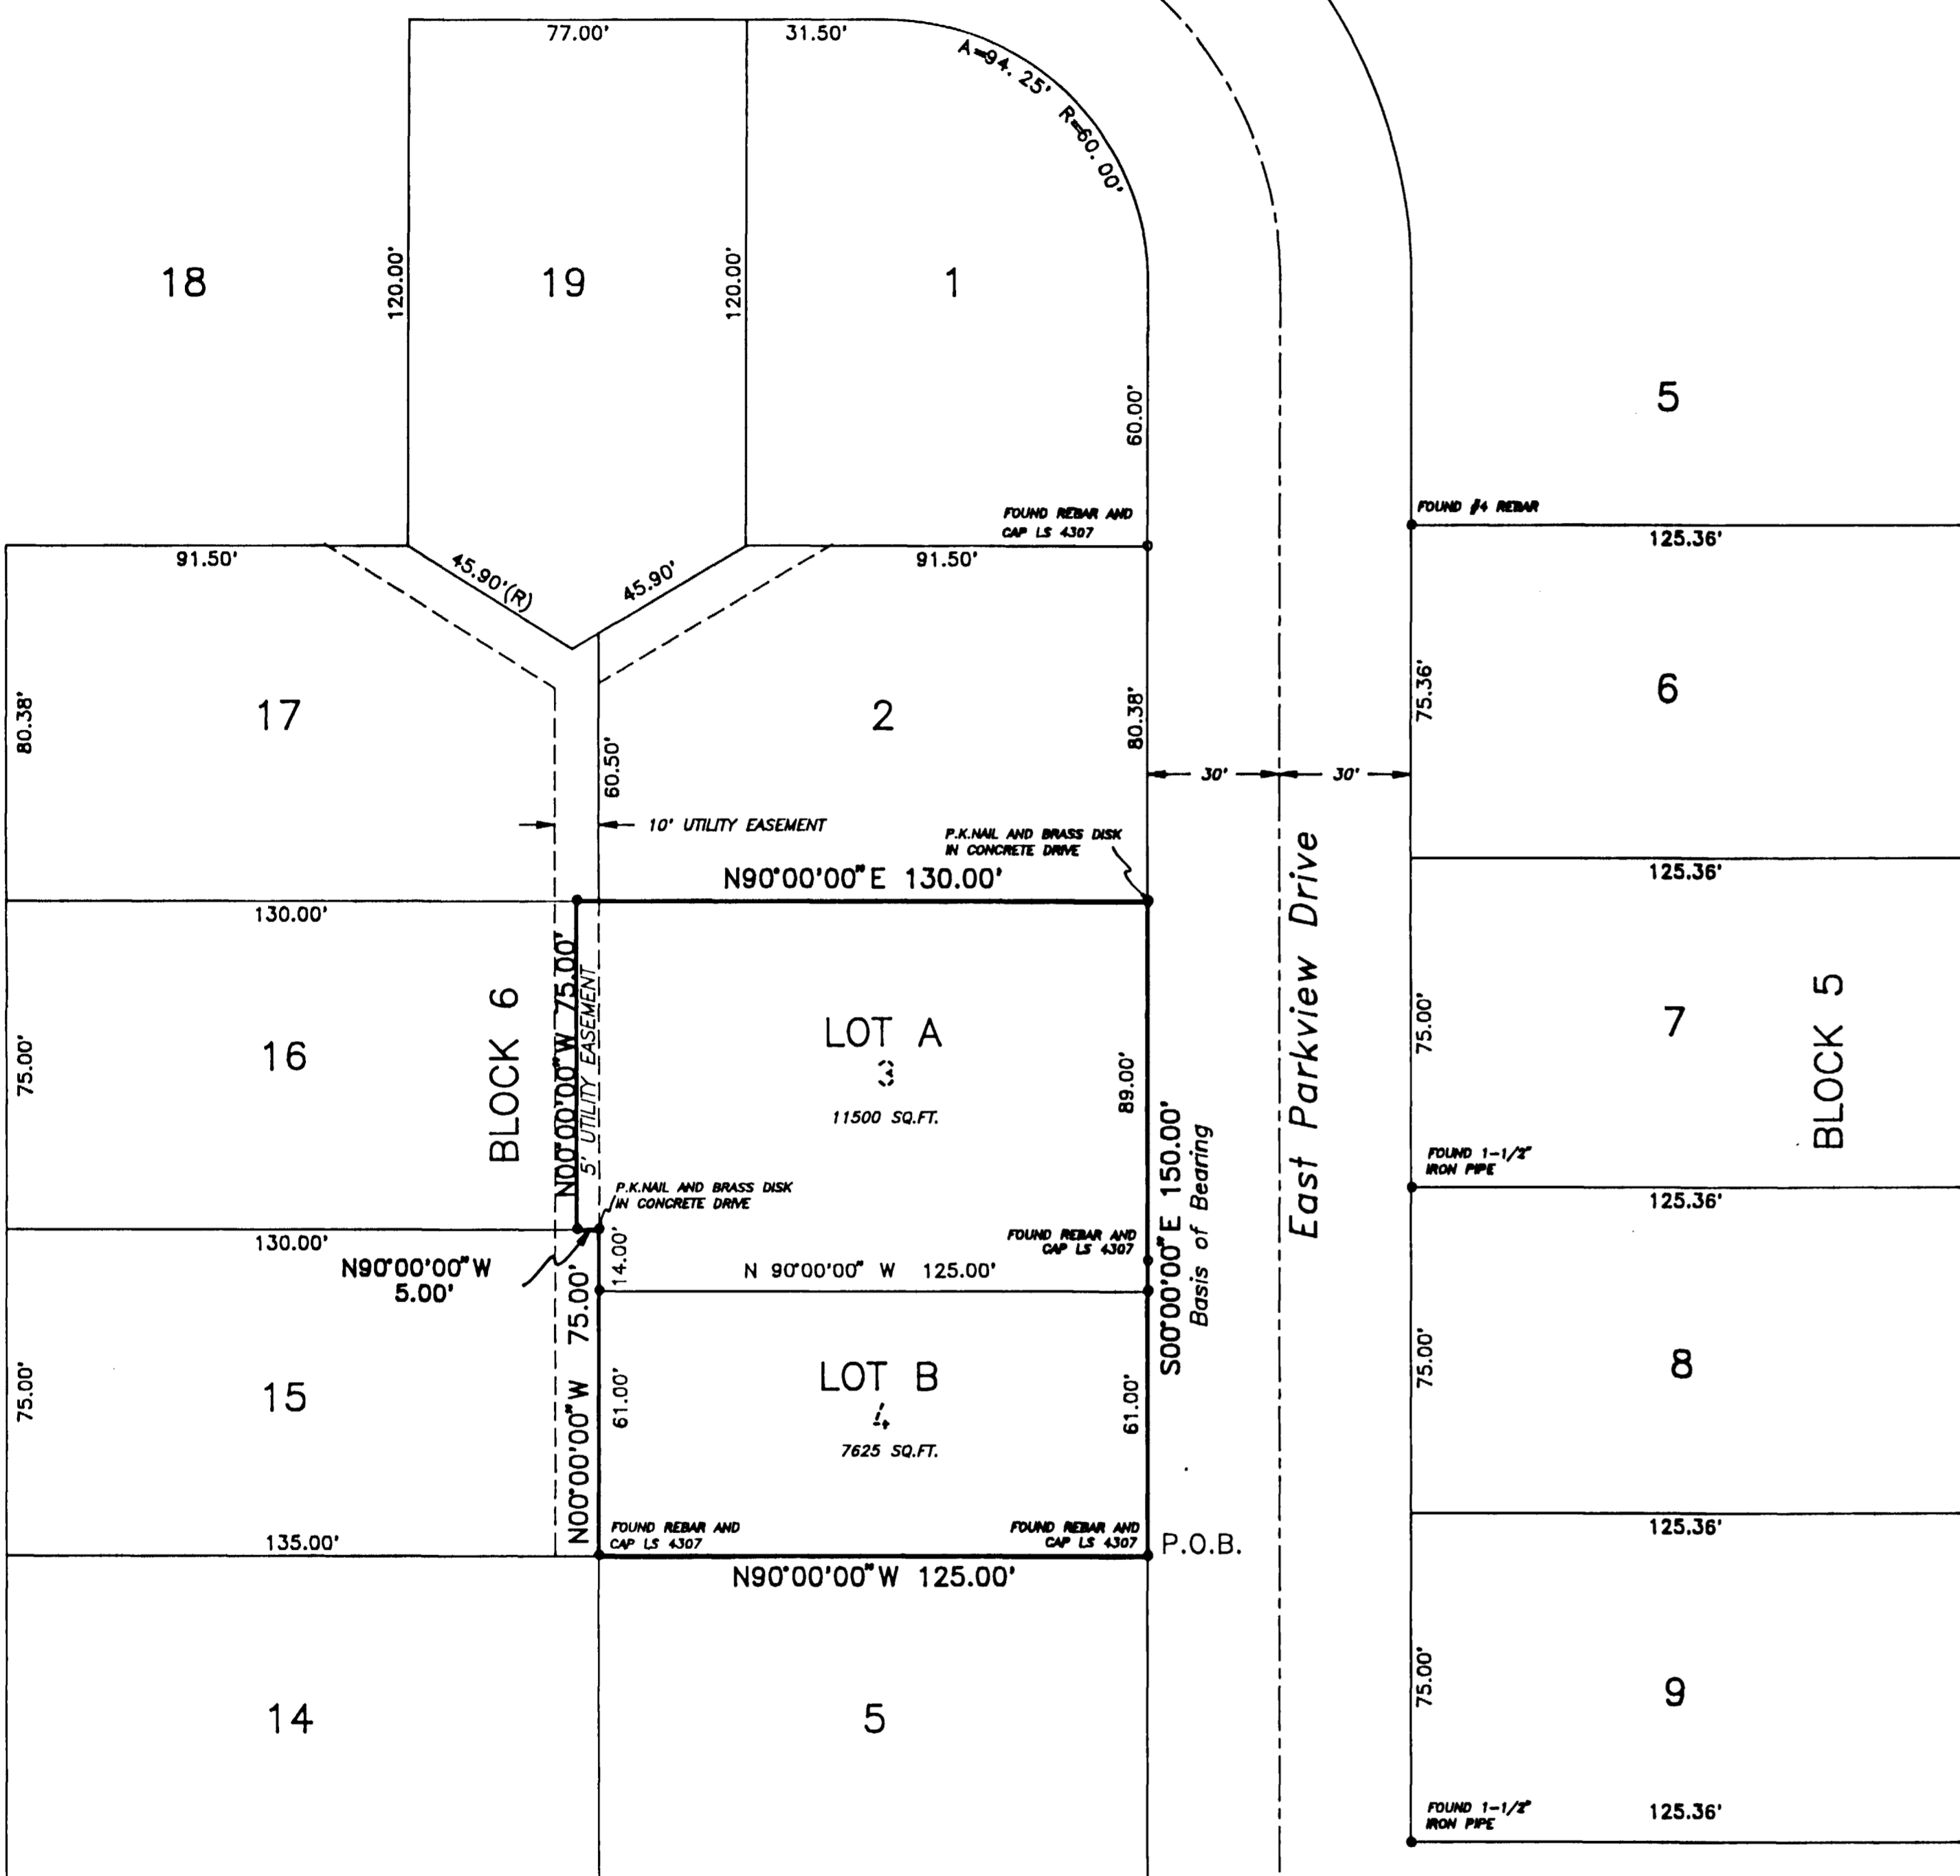 77.00'
31.50'
A=94.25' R=60.00'
18
120.00'
19
120.00'
1
60.00'
5
FOUND REBAR AND
CAP LS 4307
FOUND #4 REBAR
91.50'
45.90'(R)
45.90'
91.50'
125.36'
80.38'
17
60.50'
2
80.38'
75.36'
6
30'
30'
10' UTILITY EASEMENT
P.K.NAIL AND BRASS DISK
IN CONCRETE DRIVE
N90°00'00"E 130.00'
130.00'
125.36'
East Parkview Drive
75.00'
16
BLOCK 6
N00°00'00"W 75.00'
5' UTILITY EASEMENT
LOT A
3
11500 SQ.FT.
89.00'
S00°00'00"E 150.00'
Basis of Bearing
75.00'
7
BLOCK 5
P.K.NAIL AND BRASS DISK
IN CONCRETE DRIVE
FOUND 1-1/2"
IRON PIPE
125.36'
130.00'
N90°00'00"W
5.00'
14.00'
FOUND REBAR AND
CAP LS 4307
N 90°00'00" W 125.00'
75.00'
15
N00°00'00"W 75.00'
61.00'
LOT B
4
7625 SQ.FT.
61.00'
75.00'
8
135.00'
FOUND REBAR AND
CAP LS 4307
FOUND REBAR AND
CAP LS 4307
P.O.B.
125.36'
N90°00'00"W 125.00'
14
5
75.00'
9
FOUND 1-1/2"
IRON PIPE
125.36'